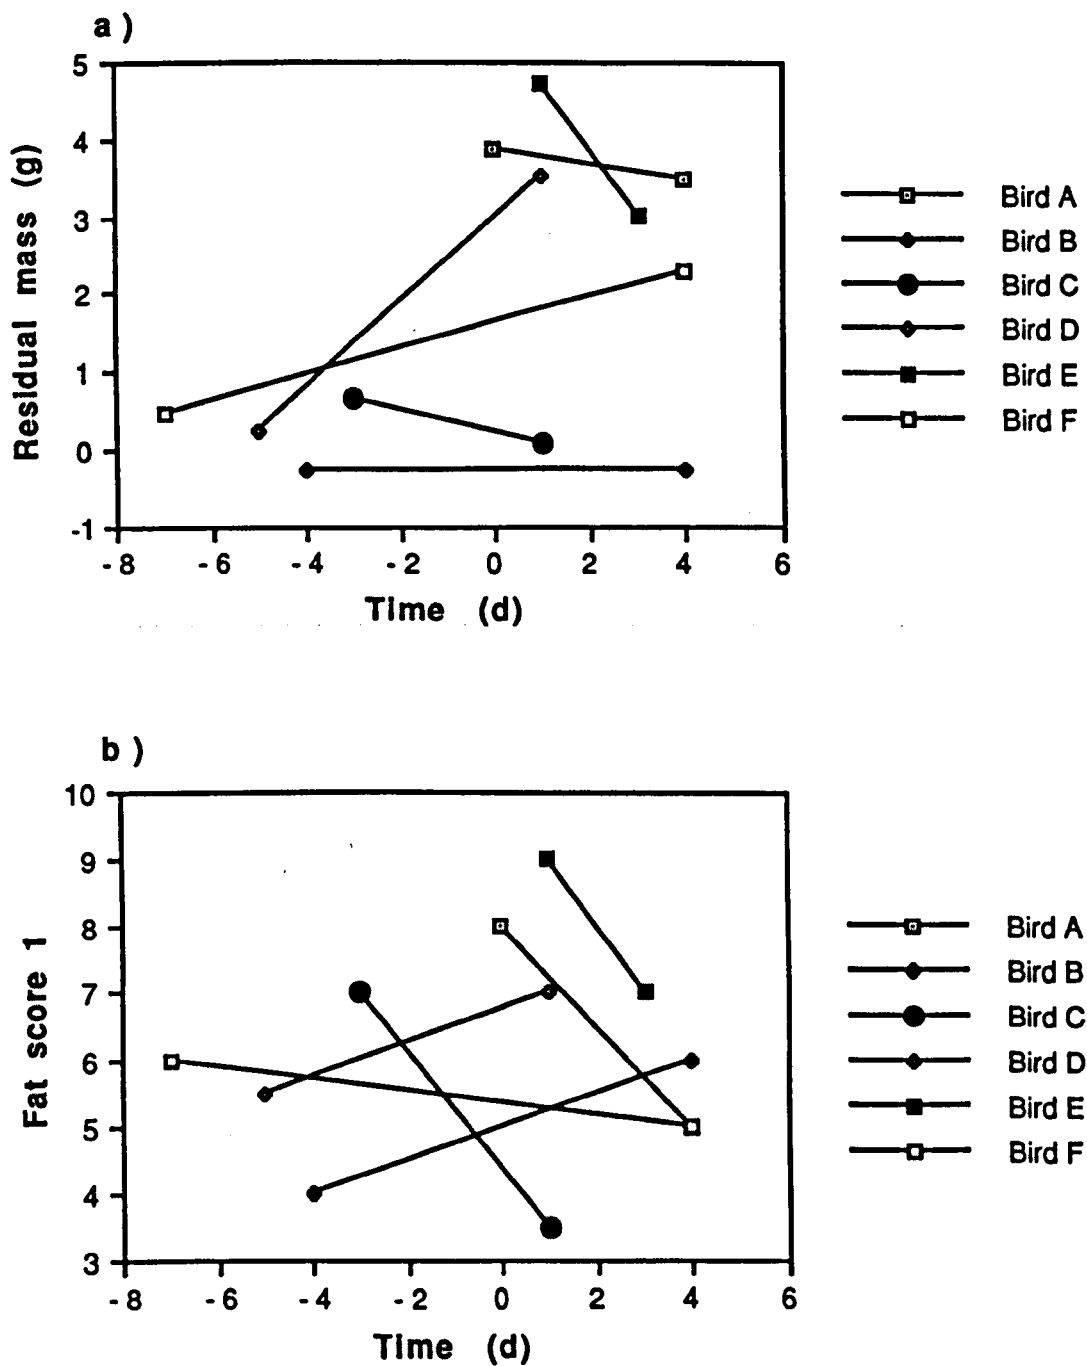 a)
5
4
3
2
1
0
-1
-8 -6 -4 -2 0 2 4 6
Residual mass (g)
Time (d)
Bird A
Bird B
Bird C
Bird D
Bird E
Bird F
b)
10
9
8
7
6
5
4
3
-8 -6 -4 -2 0 2 4 6
Fat score 1
Time (d)
Bird A
Bird B
Bird C
Bird D
Bird E
Bird F